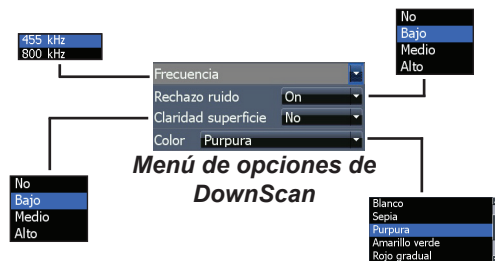 455 kHz
800 kHz
No
Bajo
Medio
Alto
Frecuencia
Rechazo ruido On
Claridad superficie No
Color Purpura
Menú de opciones de
DownScan
No
Bajo
Medio
Alto
Blanco
Sepia
Purpura
Amarillo verde
Rojo gradual